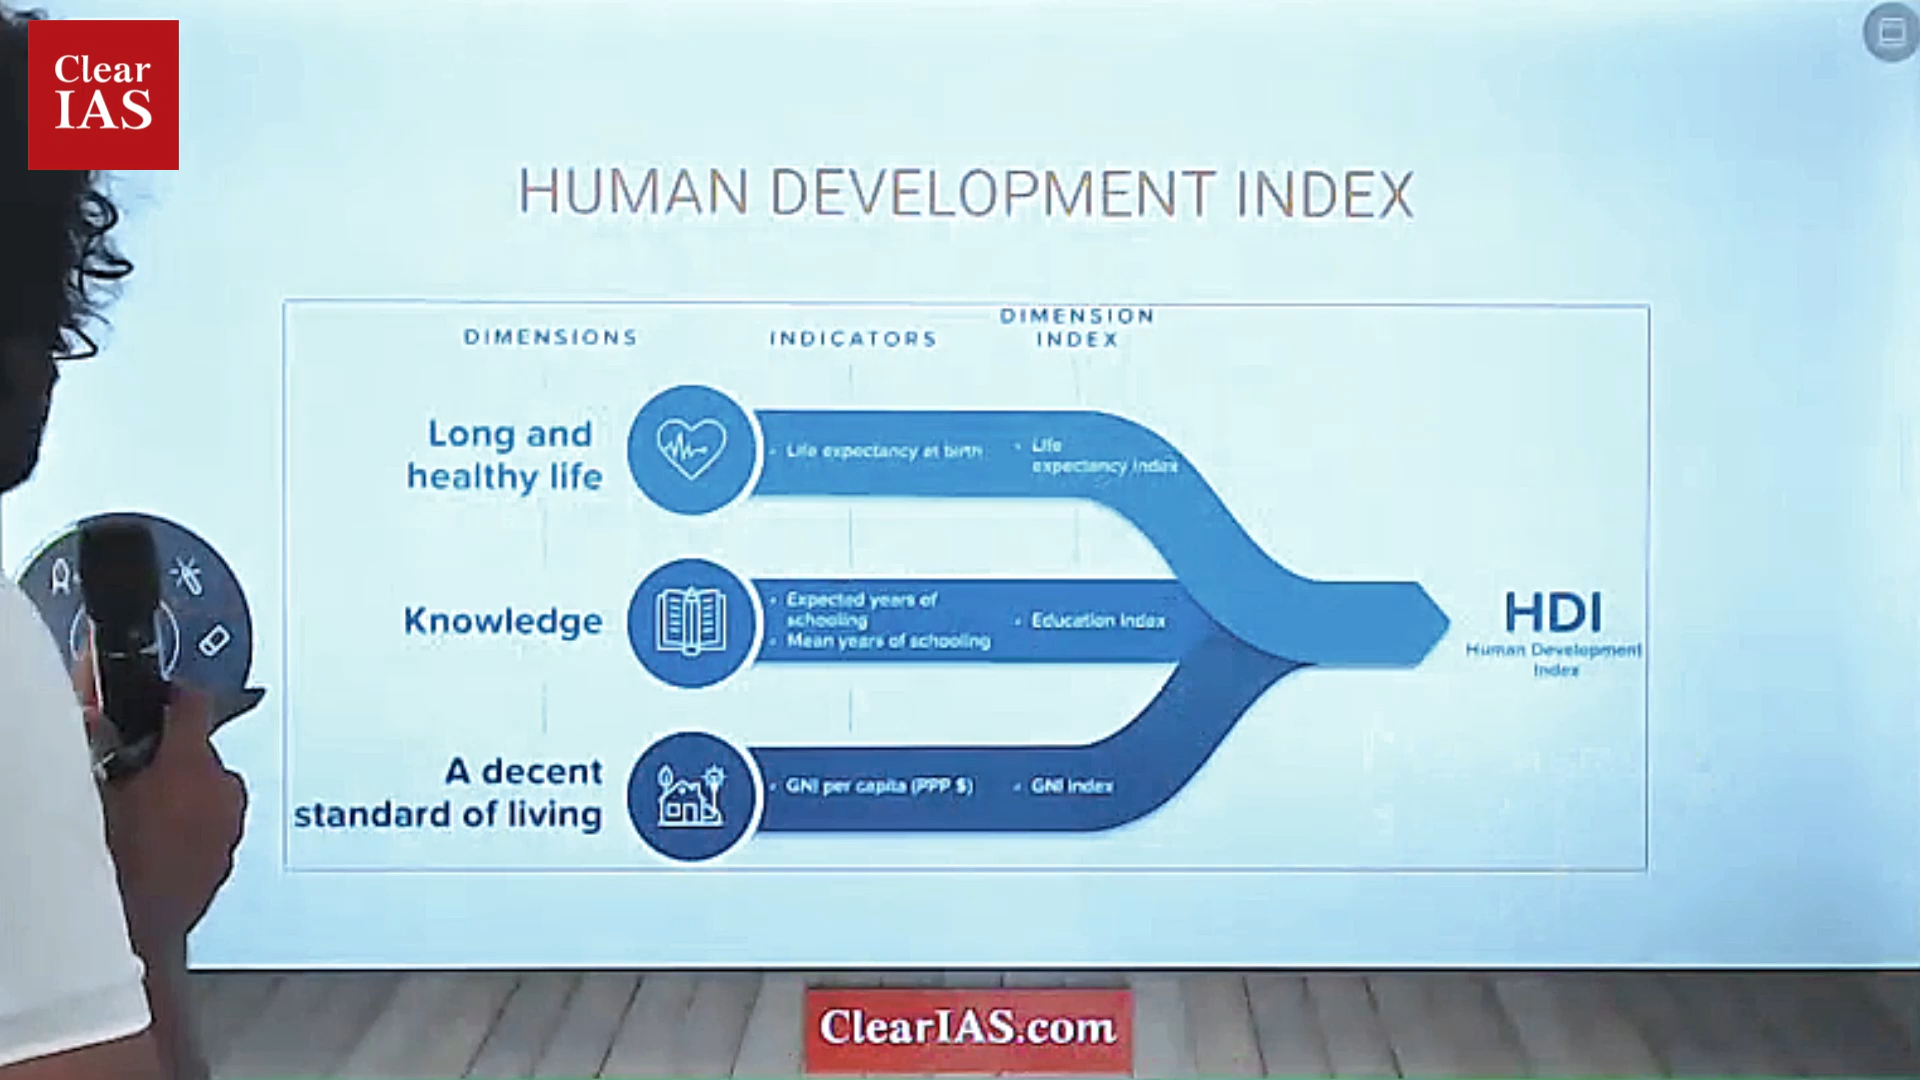 Clear
IAS
HUMAN DEVELOPMENT INDEX
DIMENSIONS
INDICATORS
DIMENSION
INDEX
Long and
healthy life
• Life expectancy at birth
• Life
expectancy index
Knowledge
• Expected years of
schooling
• Mean years of schooling
• Education Index
A decent
standard of living
• GNI per capita (PPP $)
• GNI Index
HDI
Human Development
Index
ClearIAS.com